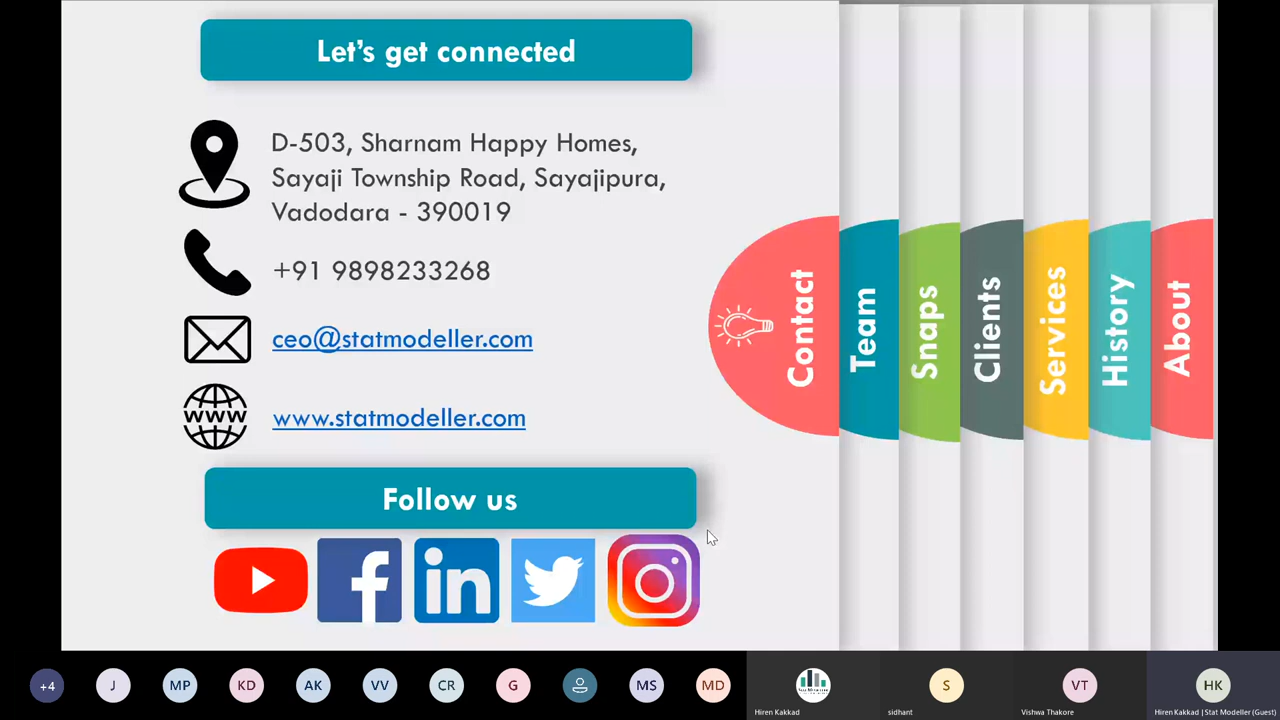 Let's get connected
D-503, Sharnam Happy Homes,
Sayaji Township Road, Sayajipura,
Vadodara - 390019
+91 9898233268
ceo@statmodeller.com
www
www.statmodeller.com
Follow us
f
in
Contact
Team
Snaps
Clients
Services
History
About
+4
J
MP
KD
AK
VV
CR
G
MS
MD
Hiren Kakkad
S
sidhant
VT
Vishwa Thakore
HK
Hiren Kakkad | Stat Modeller (Guest)